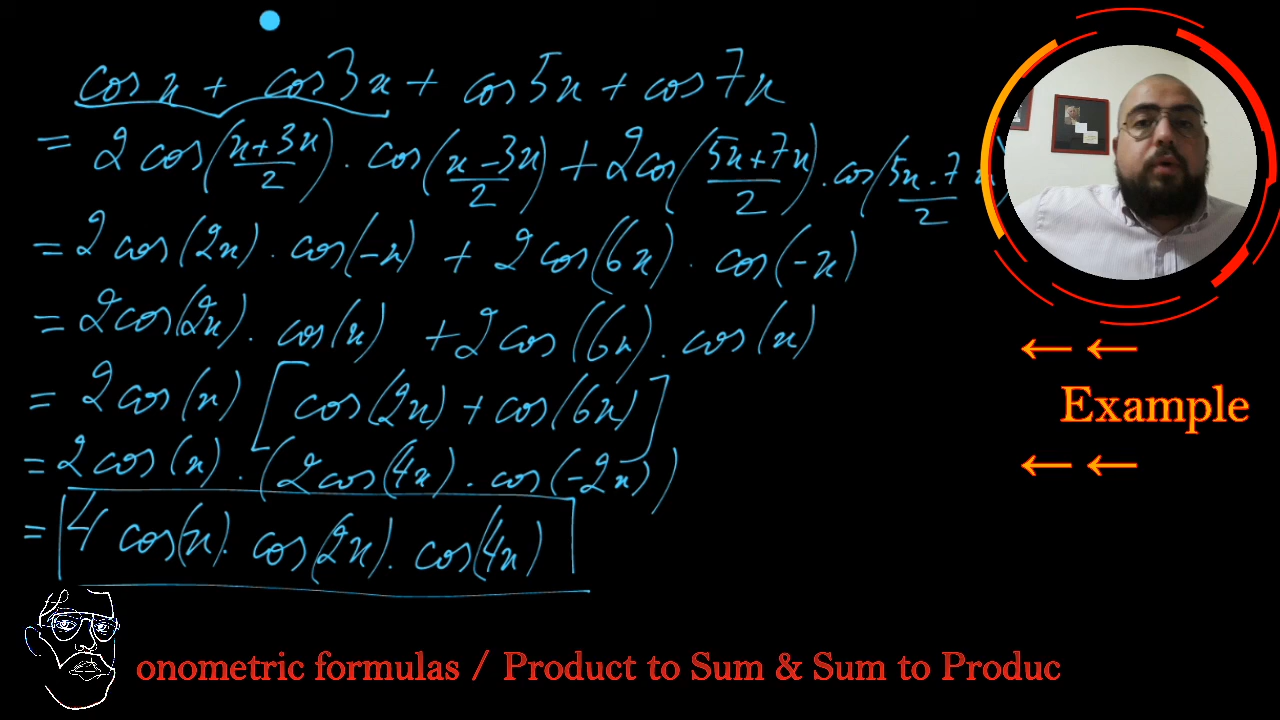 cos x + cos 3x + cos 5x + cos 7x
= 2 cos(x+3x/2) . cos(x-3x/2) + 2 cos(5x+7x/2) . cos(5x-7x/2)
= 2 cos(2x) . cos(-x) + 2 cos(6x) . cos(-x)
= 2 cos(2x) . cos(x) + 2 cos(6x) . cos(x)
= 2 cos(x) [cos(2x) + cos(6x)]
= 2 cos(x) . (2 cos(4x) . cos(-2x))
= 4 cos(x) . cos(2x) . cos(4x)
← ←
Example
← ←
onometric formulas / Product to Sum & Sum to Produc